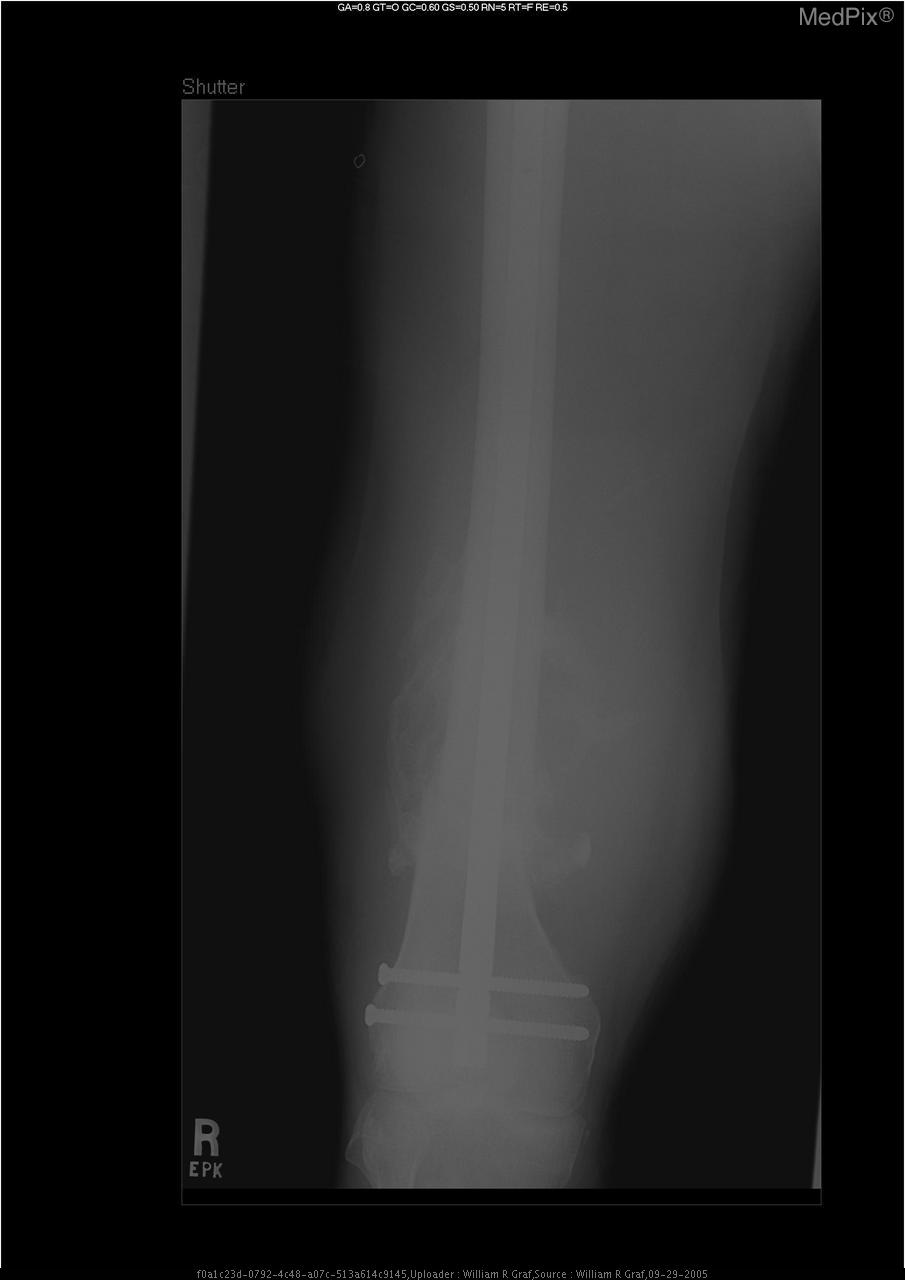 GA=0.8 GT=O GC=0.60 GS=0.50 RN=5 RT=F RE=0.5
MedPix®
Shutter
R
EPK
f0a1c23d-0792-4c48-a07c-513a614c9145,Uploader : William R Graf,Source : William R Graf,09-29-2005